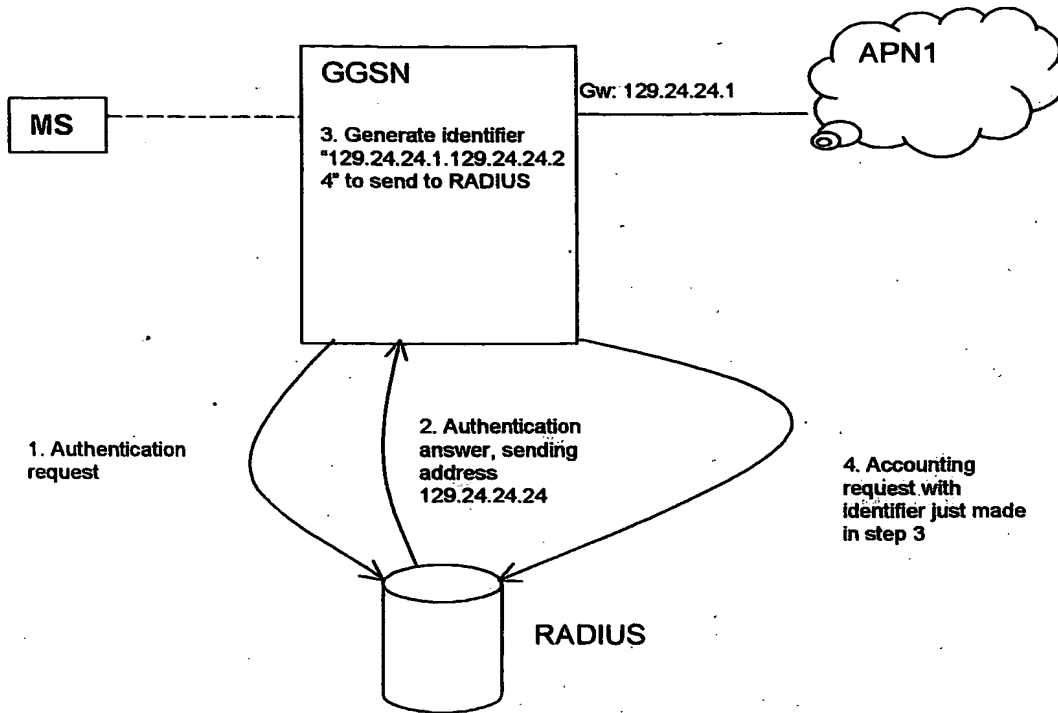 GGSN
APN1
Gw: 129.24.24.1
MS
3. Generate identifier
"129.24.24.1.129.24.2
4" to send to RADIUS
1. Authentication
request
2. Authentication
answer, sending
address
129.24.24.24
4. Accounting
request with
identifier just made
in step 3
RADIUS